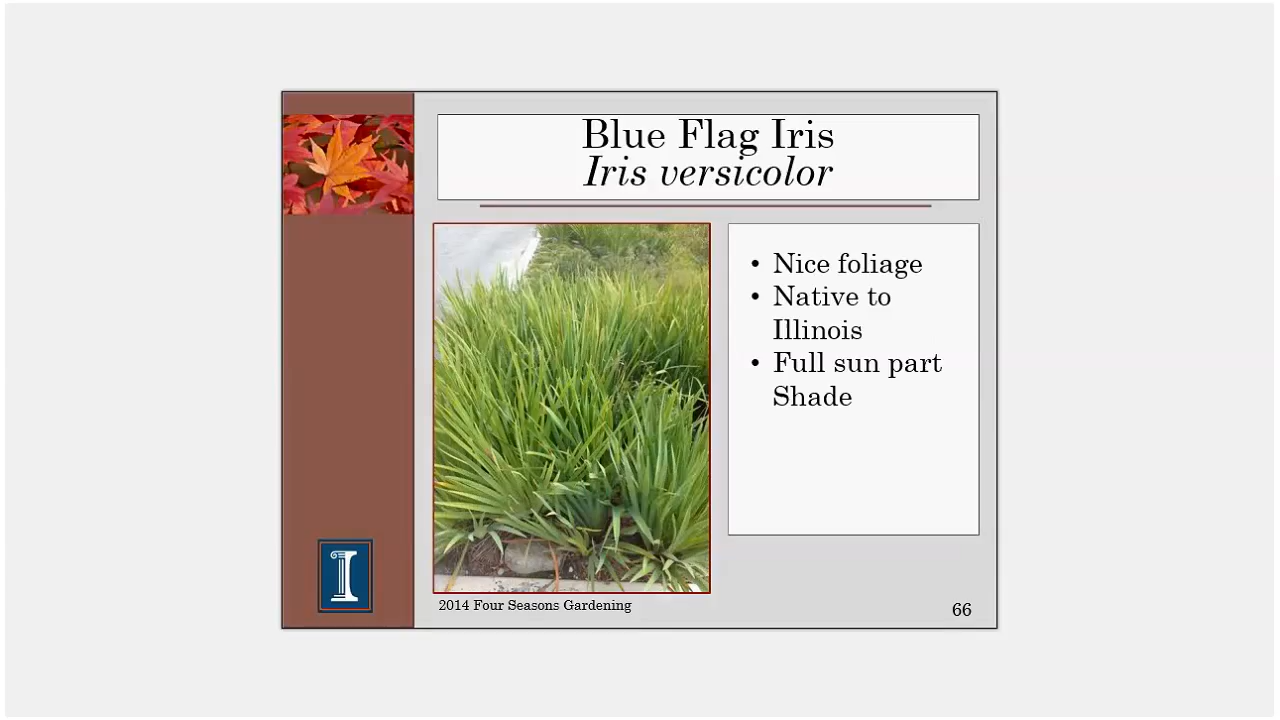 Blue Flag Iris
Iris versicolor
• Nice foliage
• Native to
Illinois
• Full sun part
Shade
2014 Four Seasons Gardening
66